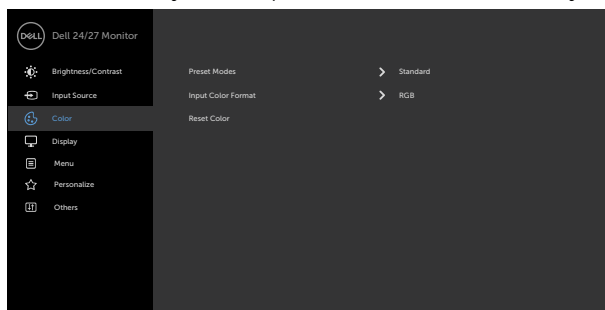 DELL Dell 24/27 Monitor
Brightness/Contrast Preset Modes Standard
Input Source Input Color Format RGB
Color Reset Color
Display
Menu
Personalize
Others